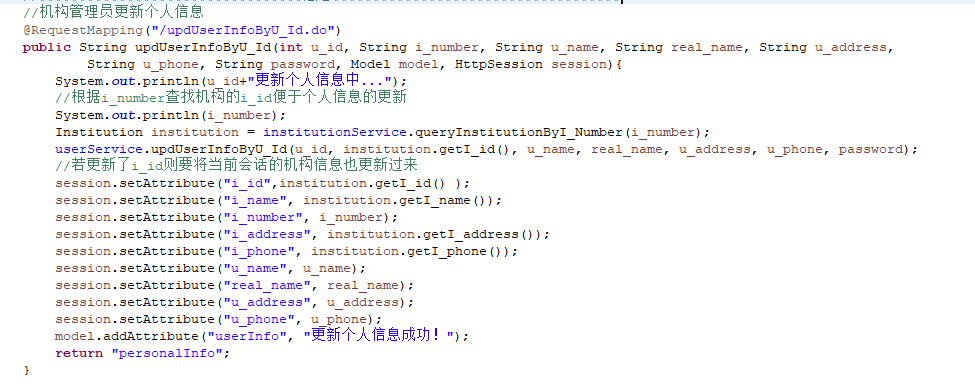 //机构管理员更新个人信息
@RequestMapping("/updUserInfoByU_Id.do")
public String updUserInfoByU_Id(int u_id, String i_number, String u_name, String real_name, String u_address,
String u_phone, String password, Model model, HttpSession session){
System.out.println(u_id+"更新个人信息中...");
//根据i_number查找机构的i_id便于个人信息的更新
System.out.println(i_number);
Institution institution = institutionService.queryInstitutionByI_Number(i_number);
userService.updUserInfoByU_Id(u_id, institution.getI_id(), u_name, real_name, u_address, u_phone, password);
//若更新了i_id则要将当前会话的机构信息也更新过来
session.setAttribute("i_id",institution.getI_id() );
session.setAttribute("i_name", institution.getI_name());
session.setAttribute("i_number", i_number);
session.setAttribute("i_address", institution.getI_address());
session.setAttribute("i_phone", institution.getI_phone());
session.setAttribute("u_name", u_name);
session.setAttribute("real_name", real_name);
session.setAttribute("u_address", u_address);
session.setAttribute("u_phone", u_phone);
model.addAttribute("userInfo", "更新个人信息成功！");
return "personalInfo";
}